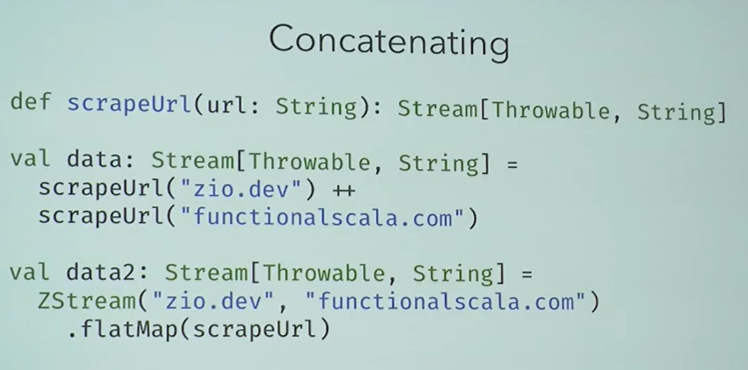 Concatenating
def scrapeUrl(url: String): Stream[Throwable, String]
val data: Stream[Throwable, String] =
scrapeUrl("zio.dev") ++
scrapeUrl("functionalscala.com")
val data2: Stream[Throwable, String] =
ZStream("zio.dev", "functionalscala.com")
.flatMap(scrapeUrl)